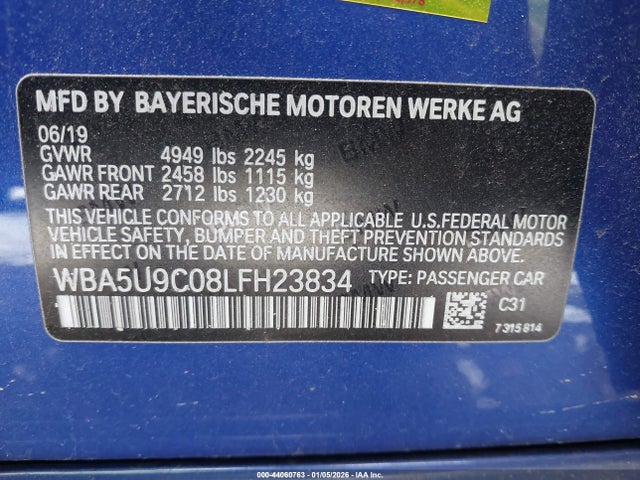 MFD BY BAYERISCHE MOTOREN WERKE AG
06/19
GVWR 4949 lbs 2245 kg
GAWR FRONT 2458 lbs 1115 kg
GAWR REAR 2712 lbs 1230 kg
THIS VEHICLE CONFORMS TO ALL APPLICABLE U.S.FEDERAL MOTOR
VEHICLE SAFETY, BUMPER, AND THEFT PREVENTION STANDARDS
IN EFFECT ON THE DATE OF MANUFACTURE SHOWN ABOVE.
WBA5U9C08LFH23834 TYPE: PASSENGER CAR
C31
7315814
000-44060763 - 01/05/2026 - IAA Inc.